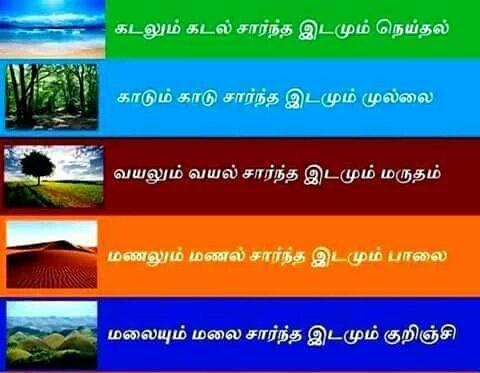 கடலும் கடல் சார்ந்த இடமும் நெய்தல்
காடும் காடு சார்ந்த இடமும் முல்லை
வயலும் வயல் சார்ந்த இடமும் மருதம்
மணலும் மணல் சார்ந்த இடமும் பாலை
மலையும் மலை சார்ந்த இடமும் குறிஞ்சி